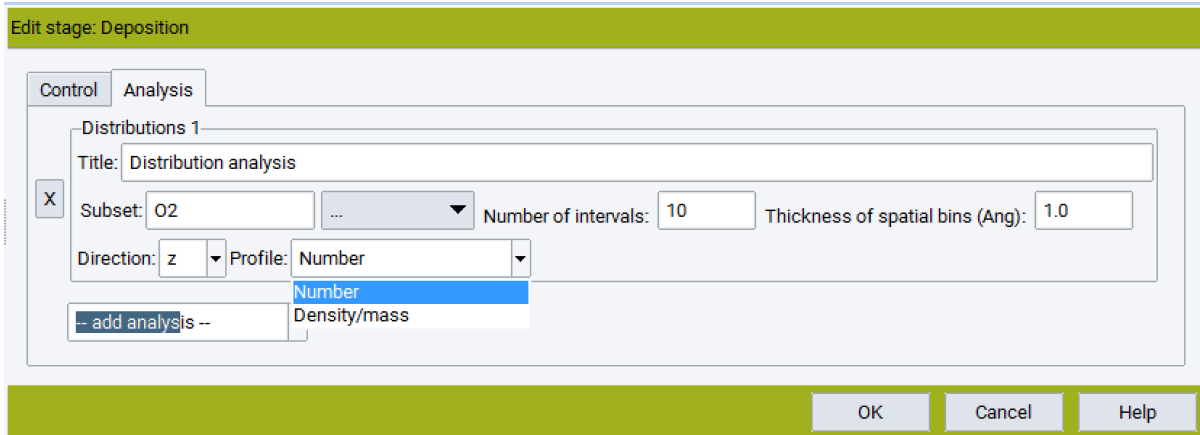 Edit stage: Deposition
Control Analysis
Distributions 1
Title: Distribution analysis
X
Subset: O2 ... Number of intervals: 10 Thickness of spatial bins (Ang): 1.0
Direction: z Profile: Number
Number
Density/mass
-- add analysis --
OK Cancel Help